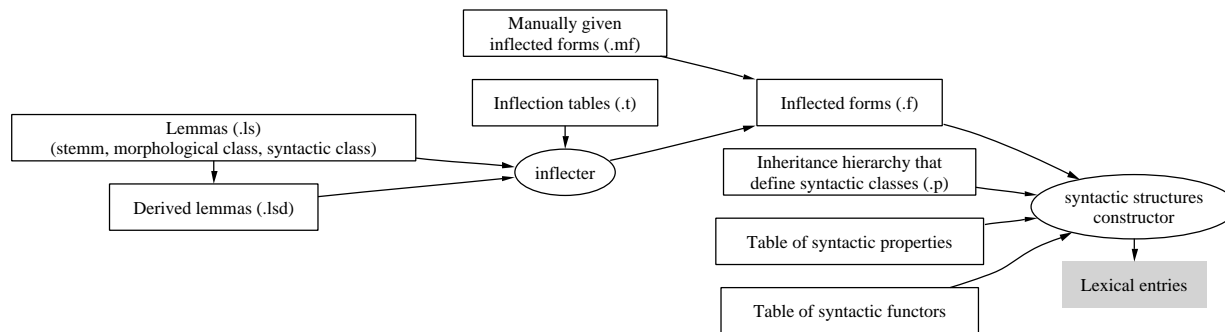 Manually given
inflected forms (.mf)
Inflection tables (.t)
Inflected forms (.f)
Lemmas (.ls)
(stemm, morphological class, syntactic class)
inflecter
Inheritance hierarchy that
define syntactic classes (.p)
Derived lemmas (.lsd)
syntactic structures
constructor
Table of syntactic properties
Lexical entries
Table of syntactic functors